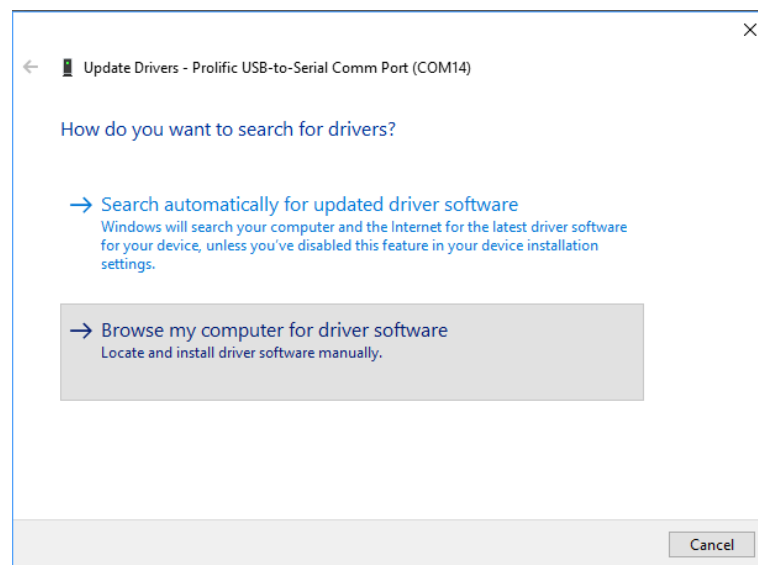 Update Drivers - Prolific USB-to-Serial Comm Port (COM14)
How do you want to search for drivers?
Search automatically for updated driver software
Windows will search your computer and the Internet for the latest driver software
for your device, unless you've disabled this feature in your device installation
settings.
Browse my computer for driver software
Locate and install driver software manually.
Cancel